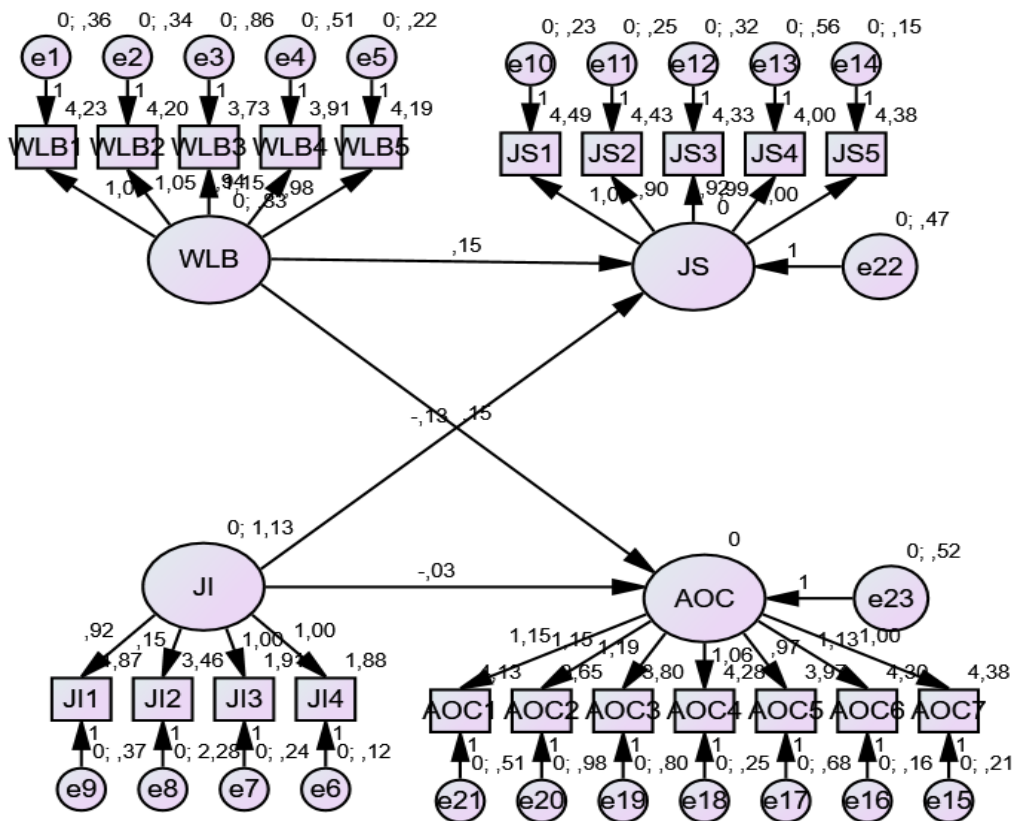 0; ,36 0; ,34 0; ,86 0; ,51 0; ,22
e1 e2 e3 e4 e5
1 1 1 1 1
4,23 4,20 3,73 3,91 4,19
WLB1 WLB2 WLB3 WLB4 WLB5
1,05 ,94 1,15 ,98
0; ,83
WLB
0; ,23 0; ,25 0; ,32 0; ,56 0; ,15
e10 e11 e12 e13 e14
1 1 1 1 1
4,49 4,43 4,33 4,00 4,38
JS1 JS2 JS3 JS4 JS5
,90 ,92 ,99
0
JS
0; ,47
1
e22
,15
-,13 ,15
0; 1,13
JI
-,03
0
AOC
0; ,52
1
e23
,92 ,15 1,00 1,00
3,46 1,88
JI1 JI2 JI3 JI4
1 1 1 1
0; ,37 0; 2,28 0; ,24 0; ,12
e9 e8 e7 e6
1,15 1,15 1,19 1,06 ,97 1,13 1,00
4,28 4,38
AOC1 AOC2 AOC3 AOC4 AOC5 AOC6 AOC7
1 1 1 1 1 1 1
0; ,51 0; ,98 0; ,80 0; ,25 0; ,68 0; ,16 0; ,21
e21 e20 e19 e18 e17 e16 e15